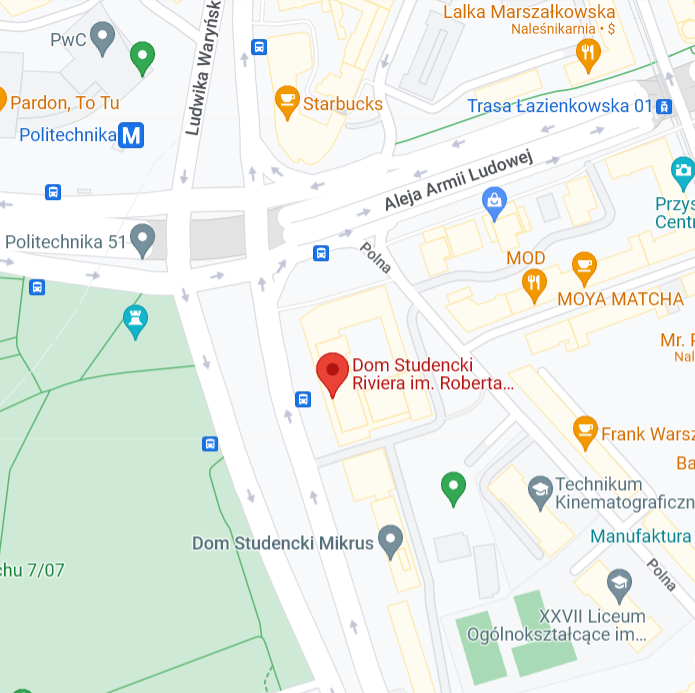 Lalka Marszałkowska
Naleśnikarnia • $
PwC
Ludwika Waryńsk
Pardon, To Tu
Starbucks
Trasa Łazienkowska 01
Politechnika M
Aleja Armii Ludowej
Przys
Centr
Politechnika 51
Polna
MOD
MOYA MATCHA
Mr. P
Nal
Dom Studencki
Riviera im. Roberta...
Frank Warsz
Ba
Technikum
Kinematograficzn
Dom Studencki Mikrus
Manufaktura
chu 7/07
Polna
XXVII Liceum
Ogólnokształcące im...